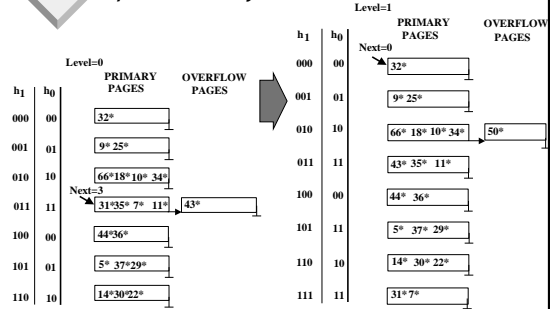 Level=0
PRIMARY PAGES
OVERFLOW PAGES
h1 h0
000 00 32*
001 01 9* 25*
010 10 66*18*10* 34*
Next=3
011 11 31*35* 7* 11* 43*
100 00 44*36*
101 01 5* 37*29*
110 10 14*30*22*
Level=1
PRIMARY PAGES
OVERFLOW PAGES
h1 h0
Next=0
000 00 32*
001 01 9* 25*
010 10 66* 18* 10* 34* 50*
011 11 43* 35* 11*
100 00 44* 36*
101 11 5* 37* 29*
110 10 14* 30* 22*
111 11 31* 7*